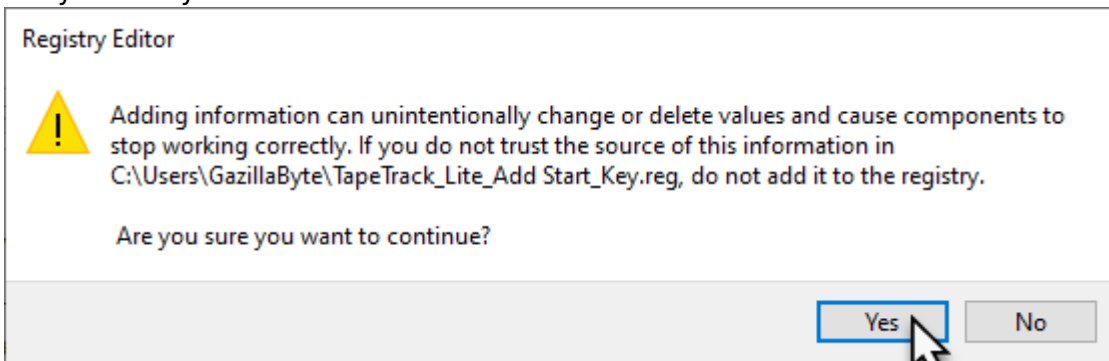 Registry Editor
Adding information can unintentionally change or delete values and cause components to
stop working correctly. If you do not trust the source of this information in
C:\Users\GazillaByte\TapeTrack_Lite_Add Start_Key.reg, do not add it to the registry.
Are you sure you want to continue?
Yes No